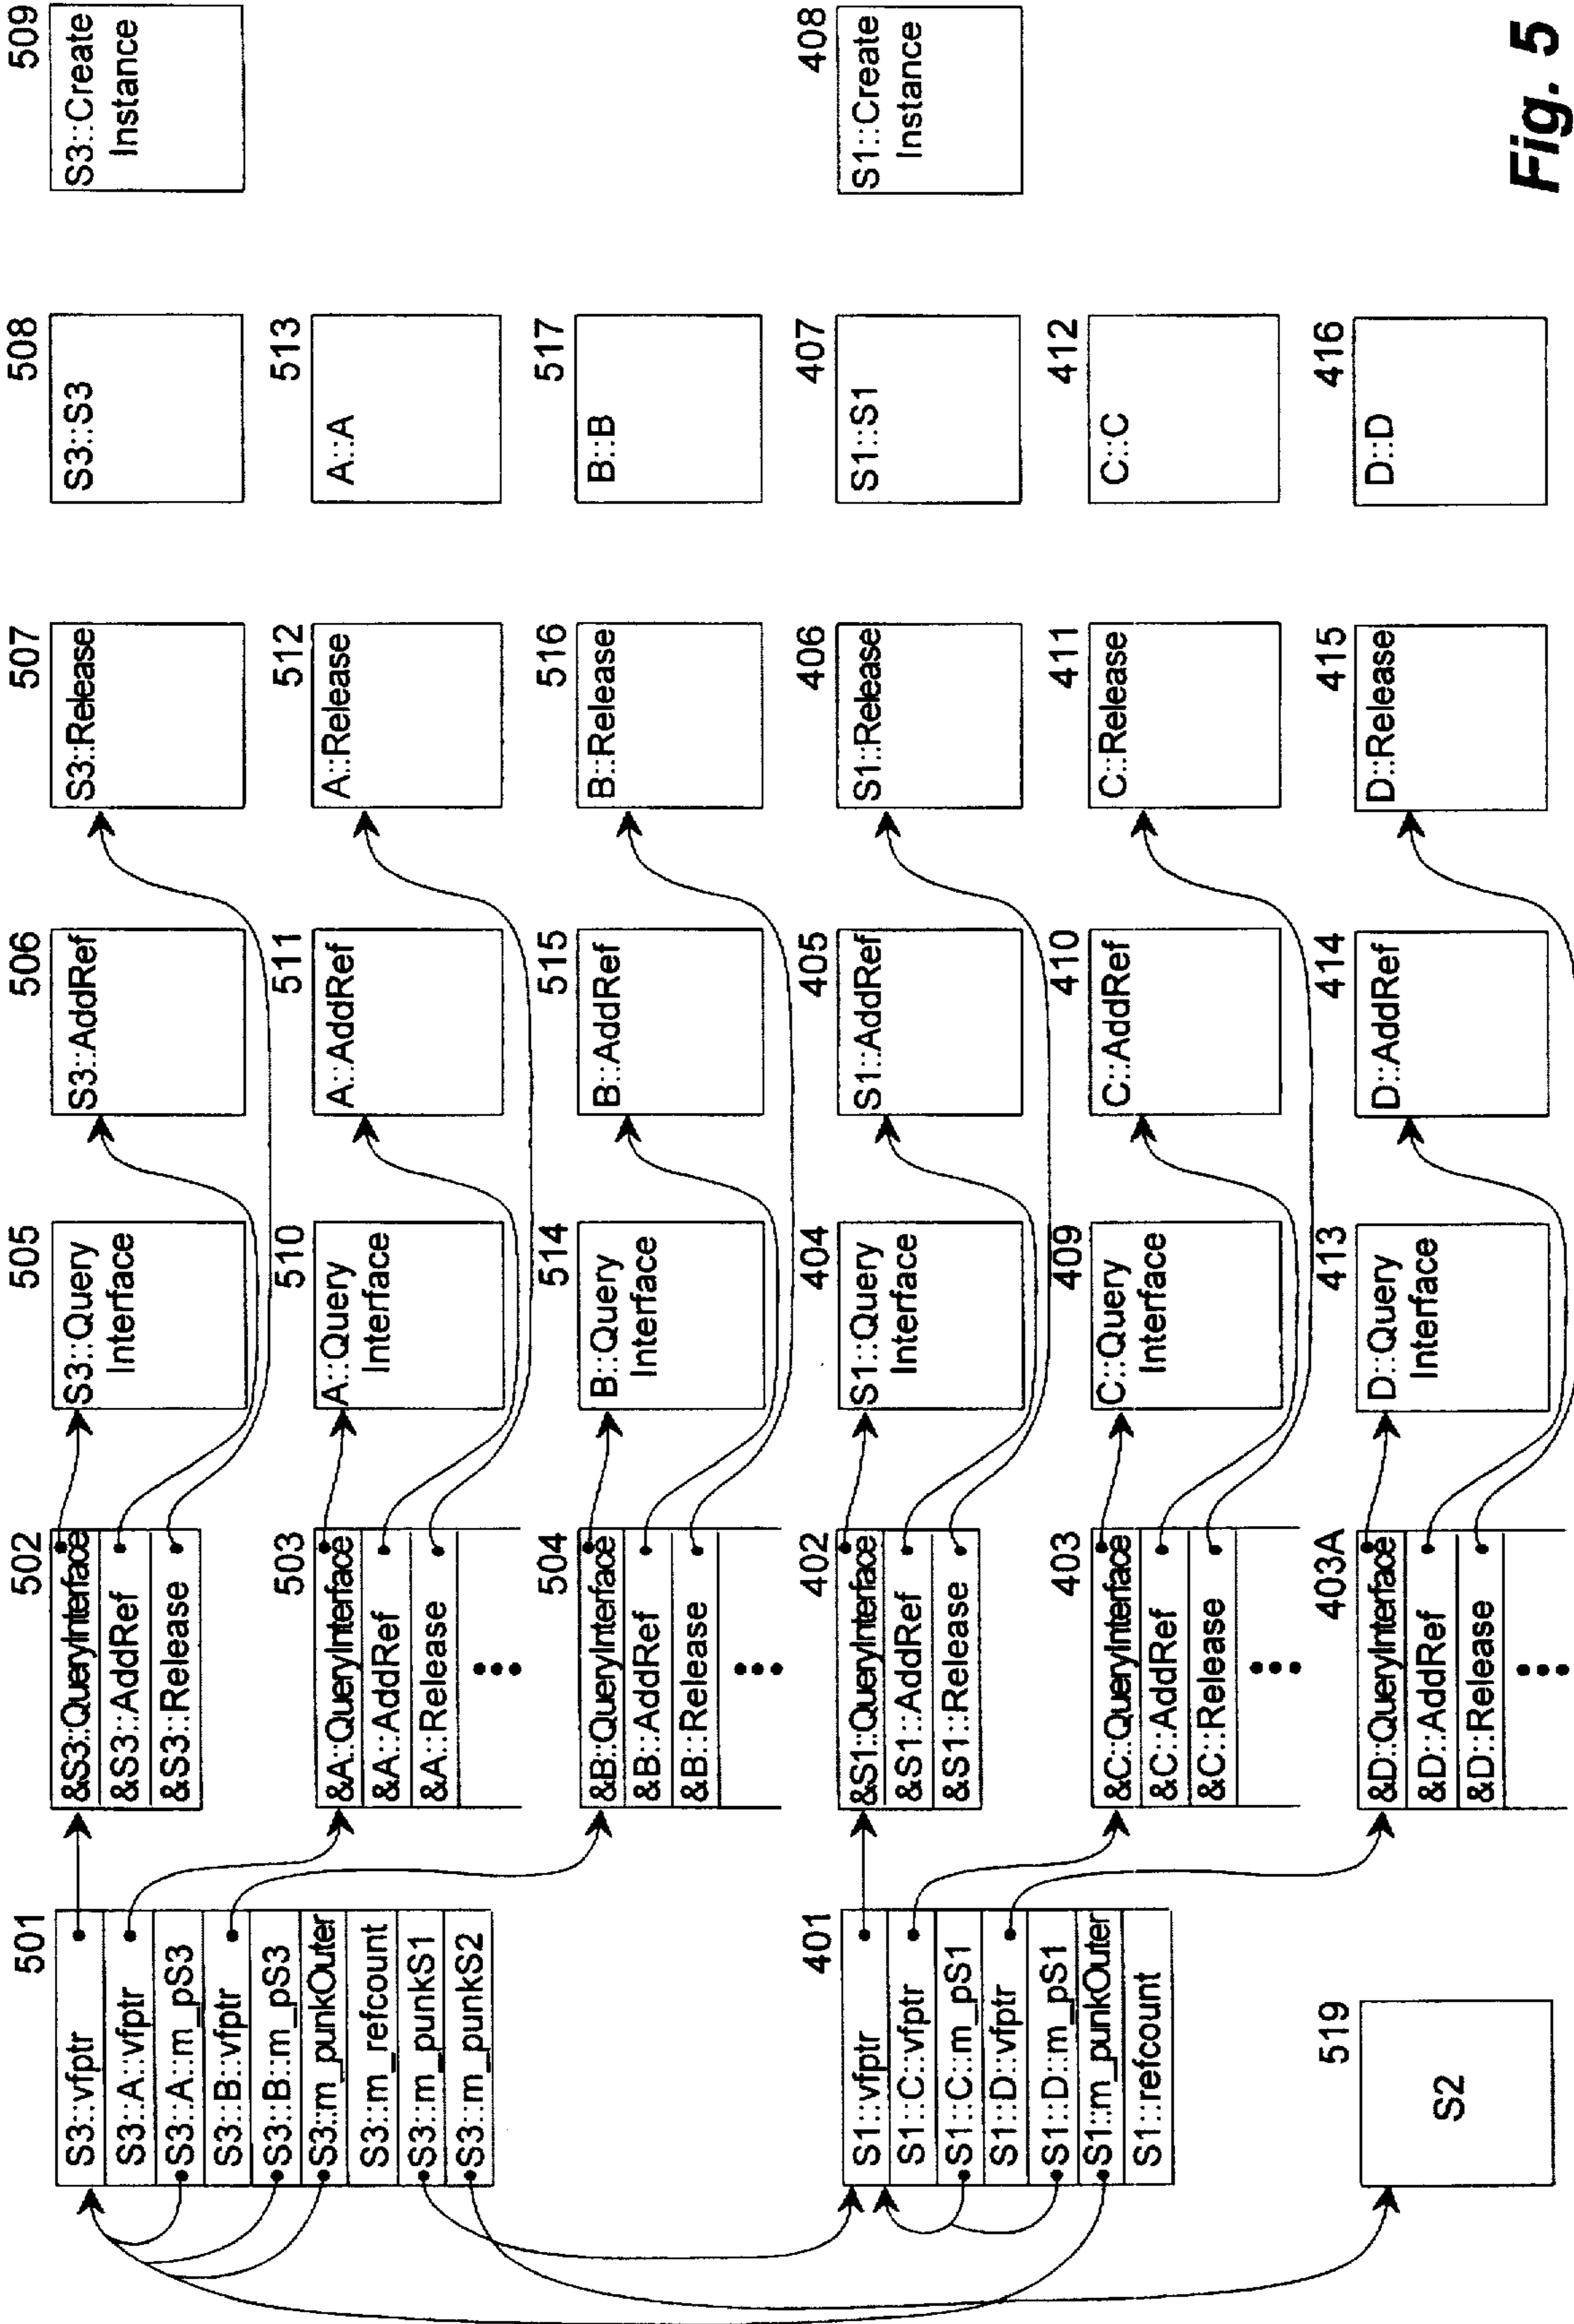 501
S3::vfptr
S3::A::vfptr
S3::A::m_pS3
S3::B::vfptr
S3::B::m_pS3
S3::m_punkOuter
S3::m_refcount
S3::m_punkS1
S3::m_punkS2
502
&S3::QueryInterface
&S3::AddRef
&S3::Release
505
S3::Query
Interface
506
S3::AddRef
507
S3::Release
508
S3::S3
509
S3::Create
Instance
503
&A::QueryInterface
&A::AddRef
&A::Release
510
A::Query
Interface
511
A::AddRef
512
A::Release
513
A::A
504
&B::QueryInterface
&B::AddRef
&B::Release
514
B::Query
Interface
515
B::AddRef
516
B::Release
517
B::B
401
S1::vfptr
S1::C::vfptr
S1::C::m_pS1
S1::D::vfptr
S1::D::m_pS1
S1::m_punkOuter
S1::refcount
402
&S1::QueryInterface
&S1::AddRef
&S1::Release
404
S1::Query
Interface
405
S1::AddRef
406
S1::Release
407
S1::S1
408
S1::Create
Instance
403
&C::QueryInterface
&C::AddRef
&C::Release
409
C::Query
Interface
410
C::AddRef
411
C::Release
412
C::C
519
S2
403A
&D::QueryInterface
&D::AddRef
&D::Release
413
D::Query
Interface
414
D::AddRef
415
D::Release
416
D::D
Fig. 5